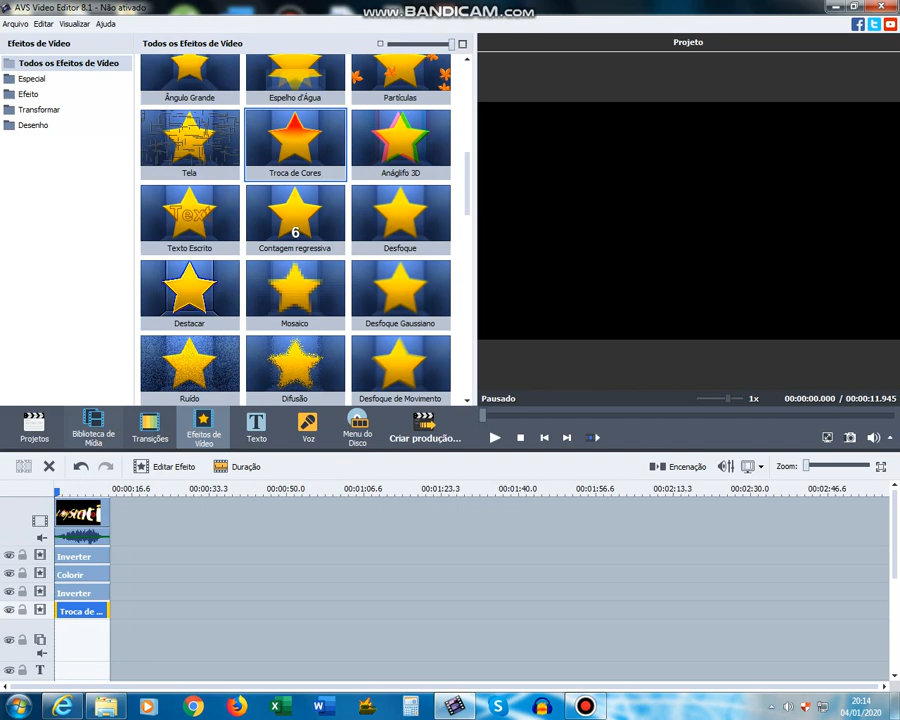 AVS Video Editor 8.1 - Não ativado
www.BANDICAM.com
Arquivo Editar Visualizar Ajuda
Efeitos de Vídeo
Todos os Efeitos de Vídeo
Projeto
Todos os Efeitos de Vídeo
Especial
Efeito
Transformar
Desenho
Ângulo Grande Espelho d'Água Partículas
Tela Troca de Cores Anáglifo 3D
Text
6
Texto Escrito Contagem regressiva Desfoque
Destacar Mosaico Desfoque Gaussiano
Ruído Difusão Desfoque de Movimento
Pausado 1x 00:00:00.000 / 00:00:11.945
Projetos Biblioteca de Mídia Transições Efeitos de Vídeo Texto Voz Menu do Disco Criar produção...
Editar Efeito Duração Encenação Zoom:
00:00:16.6 00:00:33.3 00:00:50.0 00:01:06.6 00:01:23.3 00:01:40.0 00:01:56.6 00:02:13.3 00:02:30.0 00:02:46.6
Inverter
Colorir
Inverter
Troca de ...
T
20:14
04/01/2020